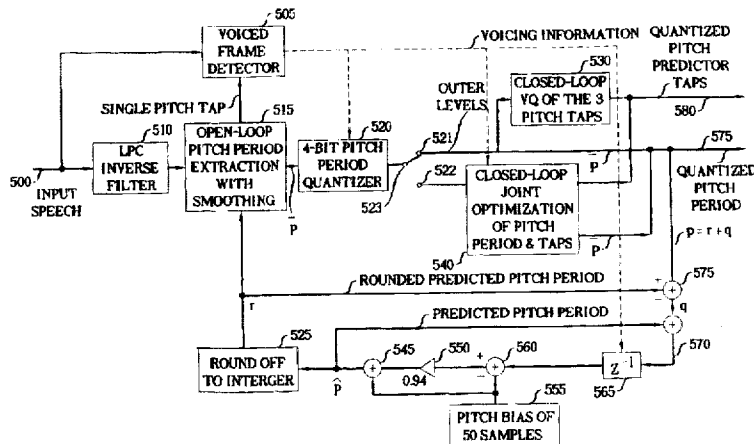 505
VOICED
FRAME
DETECTOR
VOICING INFORMATION
QUANTIZED
PITCH
PREDICTOR
TAPS
580
530
CLOSED-LOOP
VQ OF THE 3
PITCH TAPS
OUTER
LEVELS
SINGLE PITCH TAP
515
OPEN-LOOP
PITCH PERIOD
EXTRACTION
WITH
SMOOTHING
510
LPC
INVERSE
FILTER
500
INPUT
SPEECH
520
4-BIT PITCH
PERIOD
QUANTIZER
P
521
522
523
P
575
QUANTIZED
PITCH
PERIOD
CLOSED-LOOP
JOINT
OPTIMIZATION
OF PITCH
PERIOD & TAPS
540
P
p=r+q
ROUNDED PREDICTED PITCH PERIOD
r
+
−
+
575
q
PREDICTED PITCH PERIOD
+
570
525
ROUND OFF
TO INTERGER
P̂
545
+
550
0.94
560
+
+
−
Z⁻¹
565
555
PITCH BIAS OF
50 SAMPLES